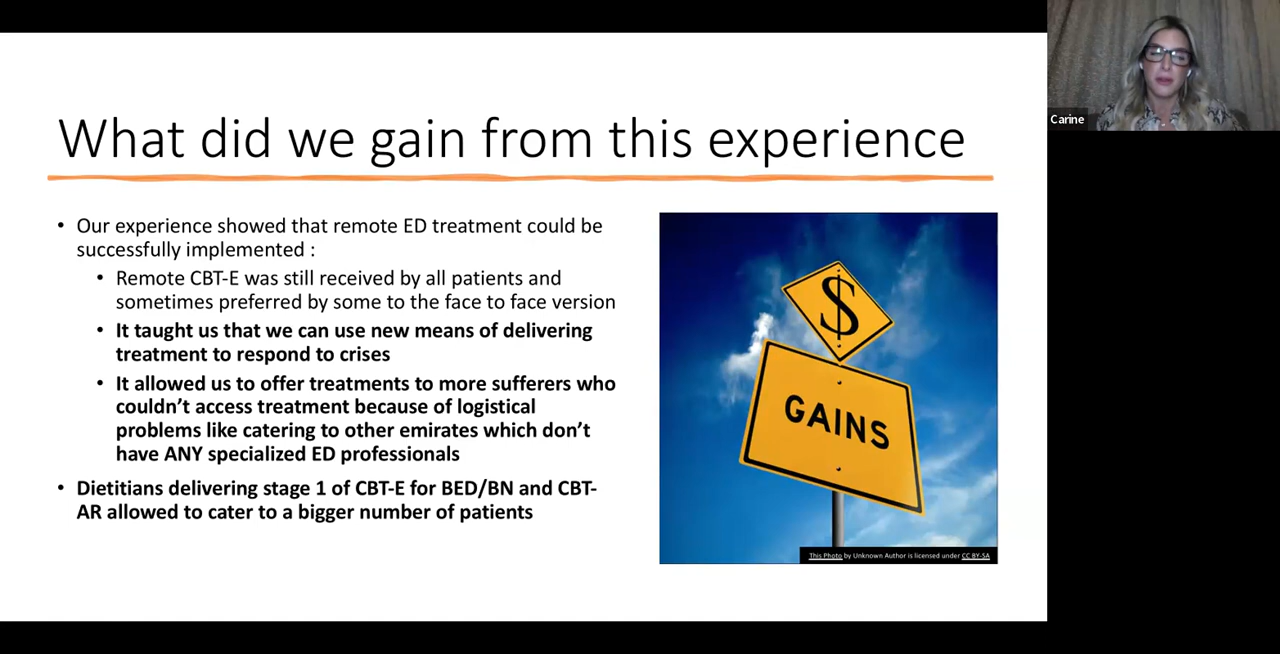 What did we gain from this experience
• Our experience showed that remote ED treatment could be
successfully implemented :
• Remote CBT-E was still received by all patients and
sometimes preferred by some to the face to face version
• It taught us that we can use new means of delivering
treatment to respond to crises
• It allowed us to offer treatments to more sufferers who
couldn’t access treatment because of logistical
problems like catering to other emirates which don’t
have ANY specialized ED professionals
• Dietitians delivering stage 1 of CBT-E for BED/BN and CBT-
AR allowed to cater to a bigger number of patients
$
GAINS
This Photo by Unknown Author is licensed under CC BY-SA
Carine